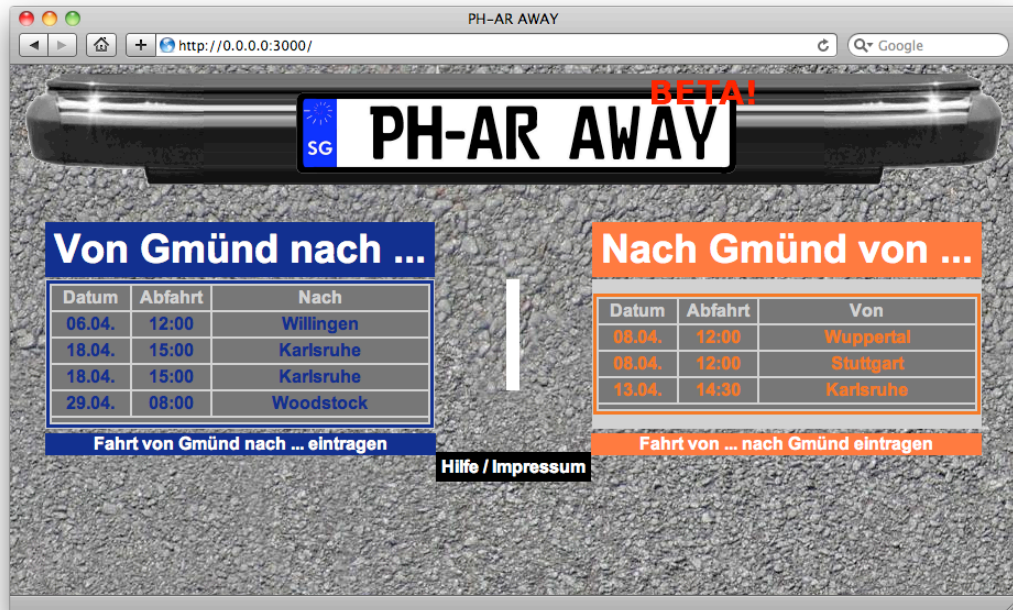 PH-AR AWAY
http://0.0.0.0:3000/
Google
BETA!
SG
PH-AR AWAY
Von Gmünd nach ...
Datum Abfahrt Nach
06.04. 12:00 Willingen
18.04. 15:00 Karlsruhe
18.04. 15:00 Karlsruhe
29.04. 08:00 Woodstock
Fahrt von Gmünd nach ... eintragen
Nach Gmünd von ...
Datum Abfahrt Von
08.04. 12:00 Wuppertal
08.04. 12:00 Stuttgart
13.04. 14:30 Karlsruhe
Fahrt von ... nach Gmünd eintragen
Hilfe / Impressum